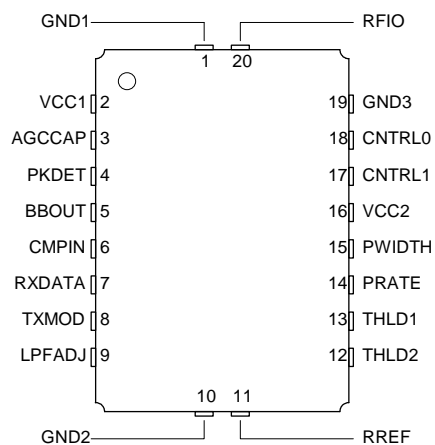 GND1 RFIO
1 20
VCC1 2 19 GND3
AGCCAP 3 18 CNTRL0
PKDET 4 17 CNTRL1
BBOUT 5 16 VCC2
CMPIN 6 15 PWIDTH
RXDATA 7 14 PRATE
TXMOD 8 13 THLD1
LPFADJ 9 12 THLD2
10 11
GND2 RREF